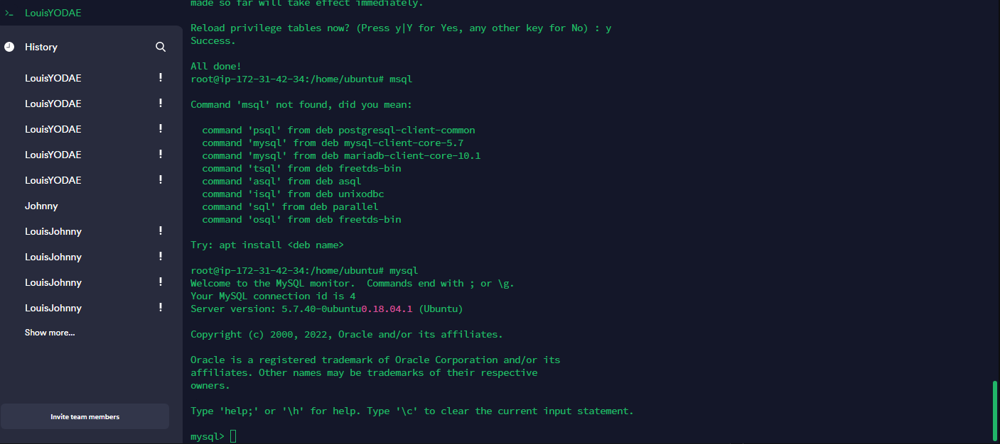 LouisYODAE
History
LouisYODAE !
LouisYODAE !
LouisYODAE !
LouisYODAE !
LouisYODAE !
Johnny
LouisJohnny !
LouisJohnny !
LouisJohnny !
LouisJohnny !
Show more...
Invite team members
made so far will take effect immediately.
Reload privilege tables now? (Press y|Y for Yes, any other key for No) : y
Success.
All done!
root@ip-172-31-42-34:/home/ubuntu# msql
Command 'msql' not found, did you mean:
command 'psql' from deb postgresql-client-common
command 'mysql' from deb mysql-client-core-5.7
command 'mysql' from deb mariadb-client-core-10.1
command 'tsql' from deb freetds-bin
command 'asql' from deb asql
command 'isql' from deb unixodbc
command 'sql' from deb parallel
command 'osql' from deb freetds-bin
Try: apt install <deb name>
root@ip-172-31-42-34:/home/ubuntu# mysql
Welcome to the MySQL monitor.  Commands end with ; or \g.
Your MySQL connection id is 4
Server version: 5.7.40-0ubuntu0.18.04.1 (Ubuntu)
Copyright (c) 2000, 2022, Oracle and/or its affiliates.
Oracle is a registered trademark of Oracle Corporation and/or its
affiliates. Other names may be trademarks of their respective
owners.
Type 'help;' or '\h' for help. Type '\c' to clear the current input statement.
mysql>